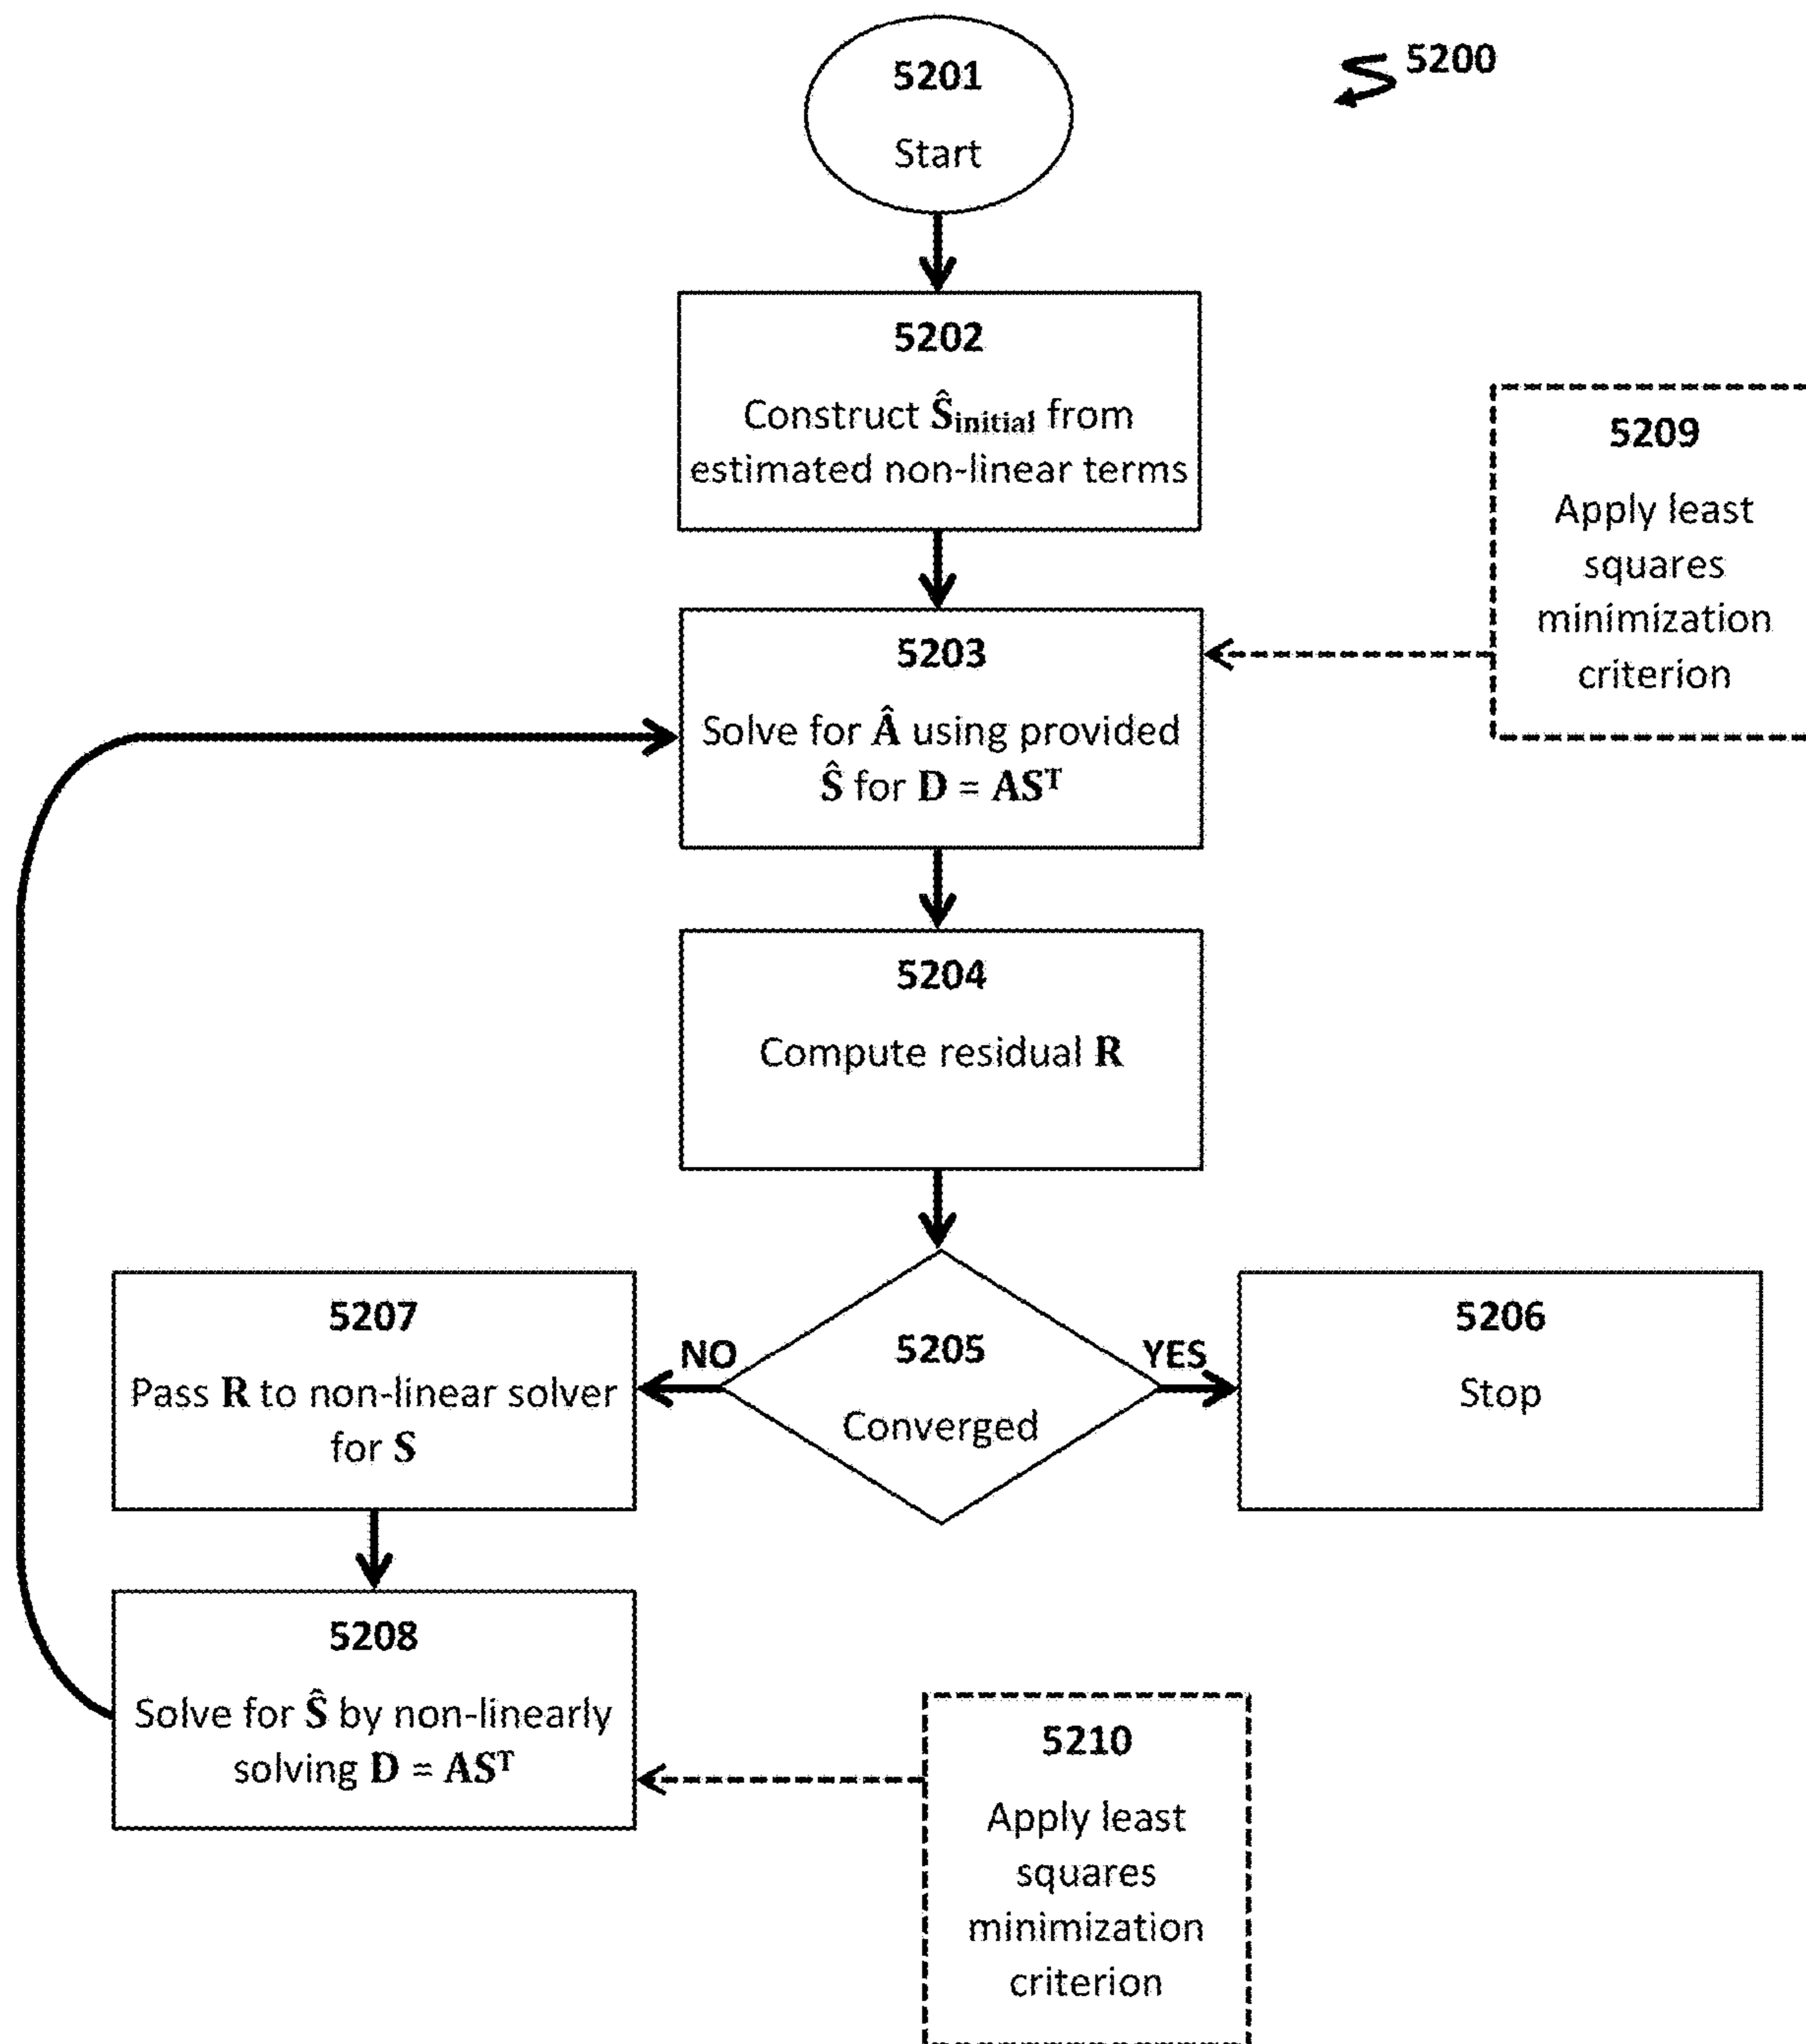 5201
Start
5200
5202
Construct Ŝinitial from
estimated non-linear terms
5209
Apply least
squares
minimization
criterion
5203
Solve for Â using provided
Ŝ for D = ASᵀ
5204
Compute residual R
5205
Converged
NO
YES
5207
Pass R to non-linear solver
for S
5206
Stop
5208
Solve for Ŝ by non-linearly
solving D = ASᵀ
5210
Apply least
squares
minimization
criterion